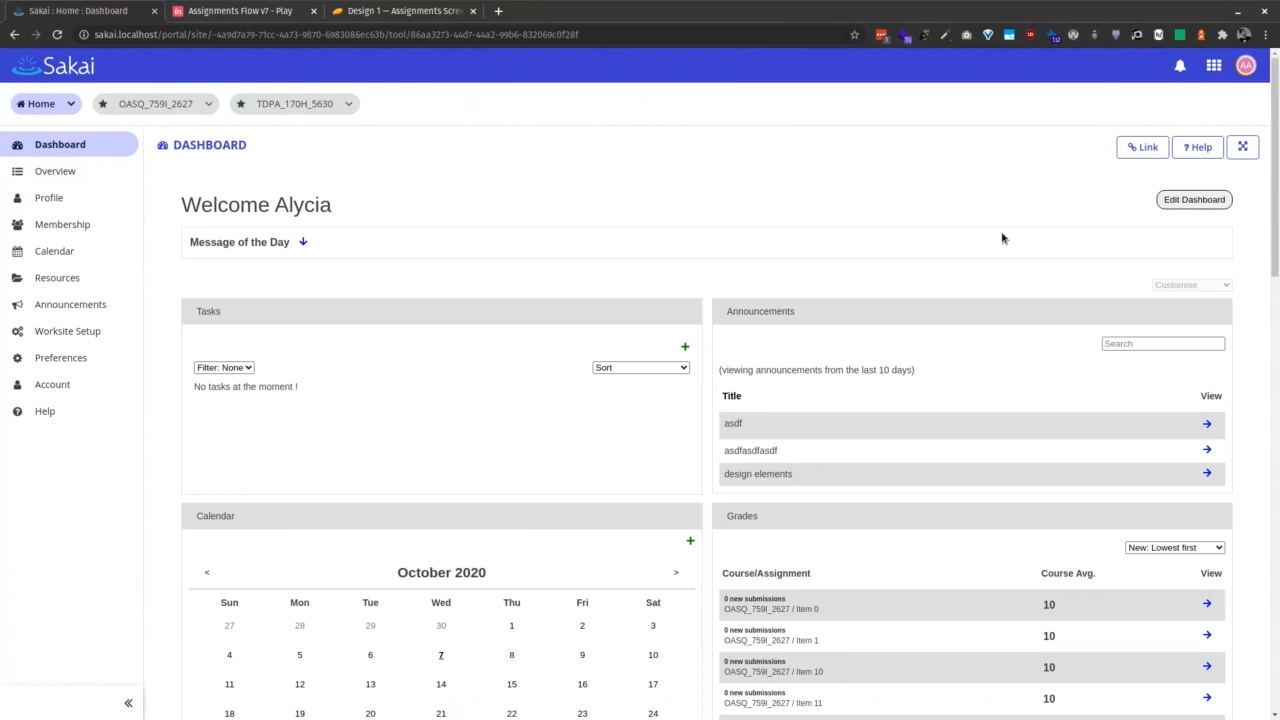 Sakai : Home : Dashboard
Assignments Flow v7 - Play
Design 1 — Assignments Scre
sakai.localhost/portal/site/-4a9d7a79-71cc-4a73-9870-6983086ec63b/tool/86aa3273-44d7-44a2-99b6-832069c0f28f
Sakai
AA
Home
OASQ_759I_2627
TDPA_170H_5630
Dashboard
Overview
Profile
Membership
Calendar
Resources
Announcements
Worksite Setup
Preferences
Account
Help
DASHBOARD
Link
? Help
Welcome Alycia
Edit Dashboard
Message of the Day
Customise
Tasks
Filter: None
Sort
No tasks at the moment !
Announcements
Search
(viewing announcements from the last 10 days)
Title View
asdf
asdfasdfasdf
design elements
Calendar
< October 2020 >
Sun Mon Tue Wed Thu Fri Sat
27 28 29 30 1 2 3
4 5 6 7 8 9 10
11 12 13 14 15 16 17
18 19 20 21 22 23 24
Grades
New: Lowest first
Course/Assignment Course Avg. View
0 new submissions
OASQ_759I_2627 / Item 0
10
0 new submissions
OASQ_759I_2627 / Item 1
10
0 new submissions
OASQ_759I_2627 / Item 10
10
0 new submissions
OASQ_759I_2627 / Item 11
10